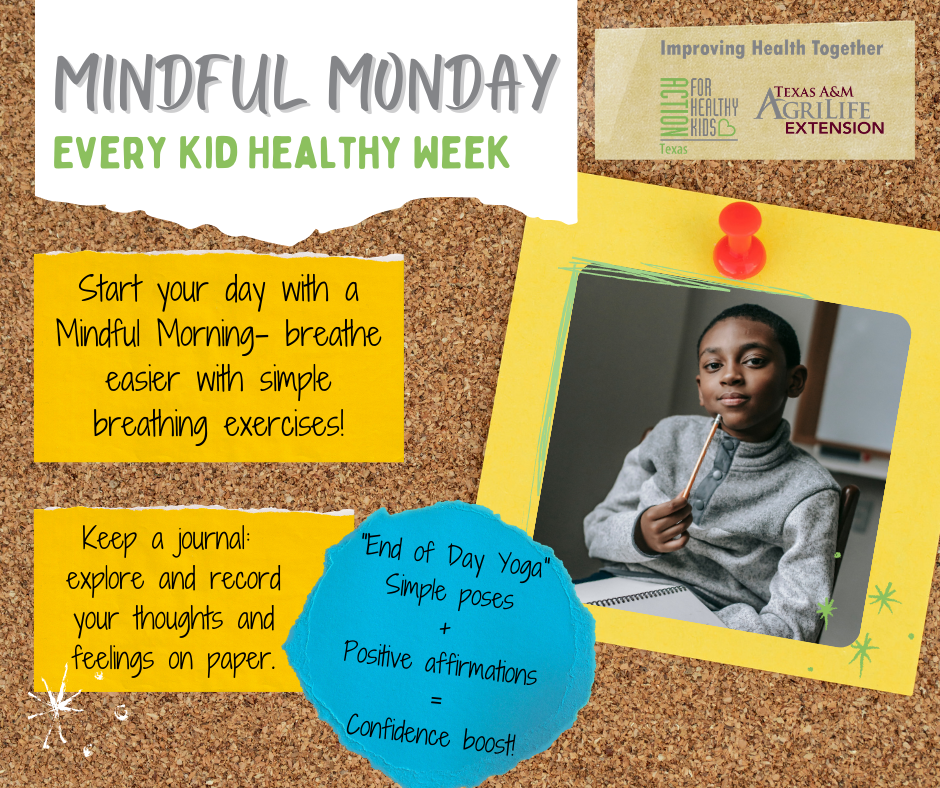 MINDFUL MONDAY
EVERY KID HEALTHY WEEK
Improving Health Together
ACTION
FOR
HEALTHY
KIDS
Texas
TEXAS A&M
AGRILIFE
EXTENSION
Start your day with a
Mindful Morning- breathe
easier with simple
breathing exercises!
Keep a journal:
explore and record
your thoughts and
feelings on paper.
"End of Day Yoga"
Simple poses
+
Positive affirmations
=
Confidence boost!